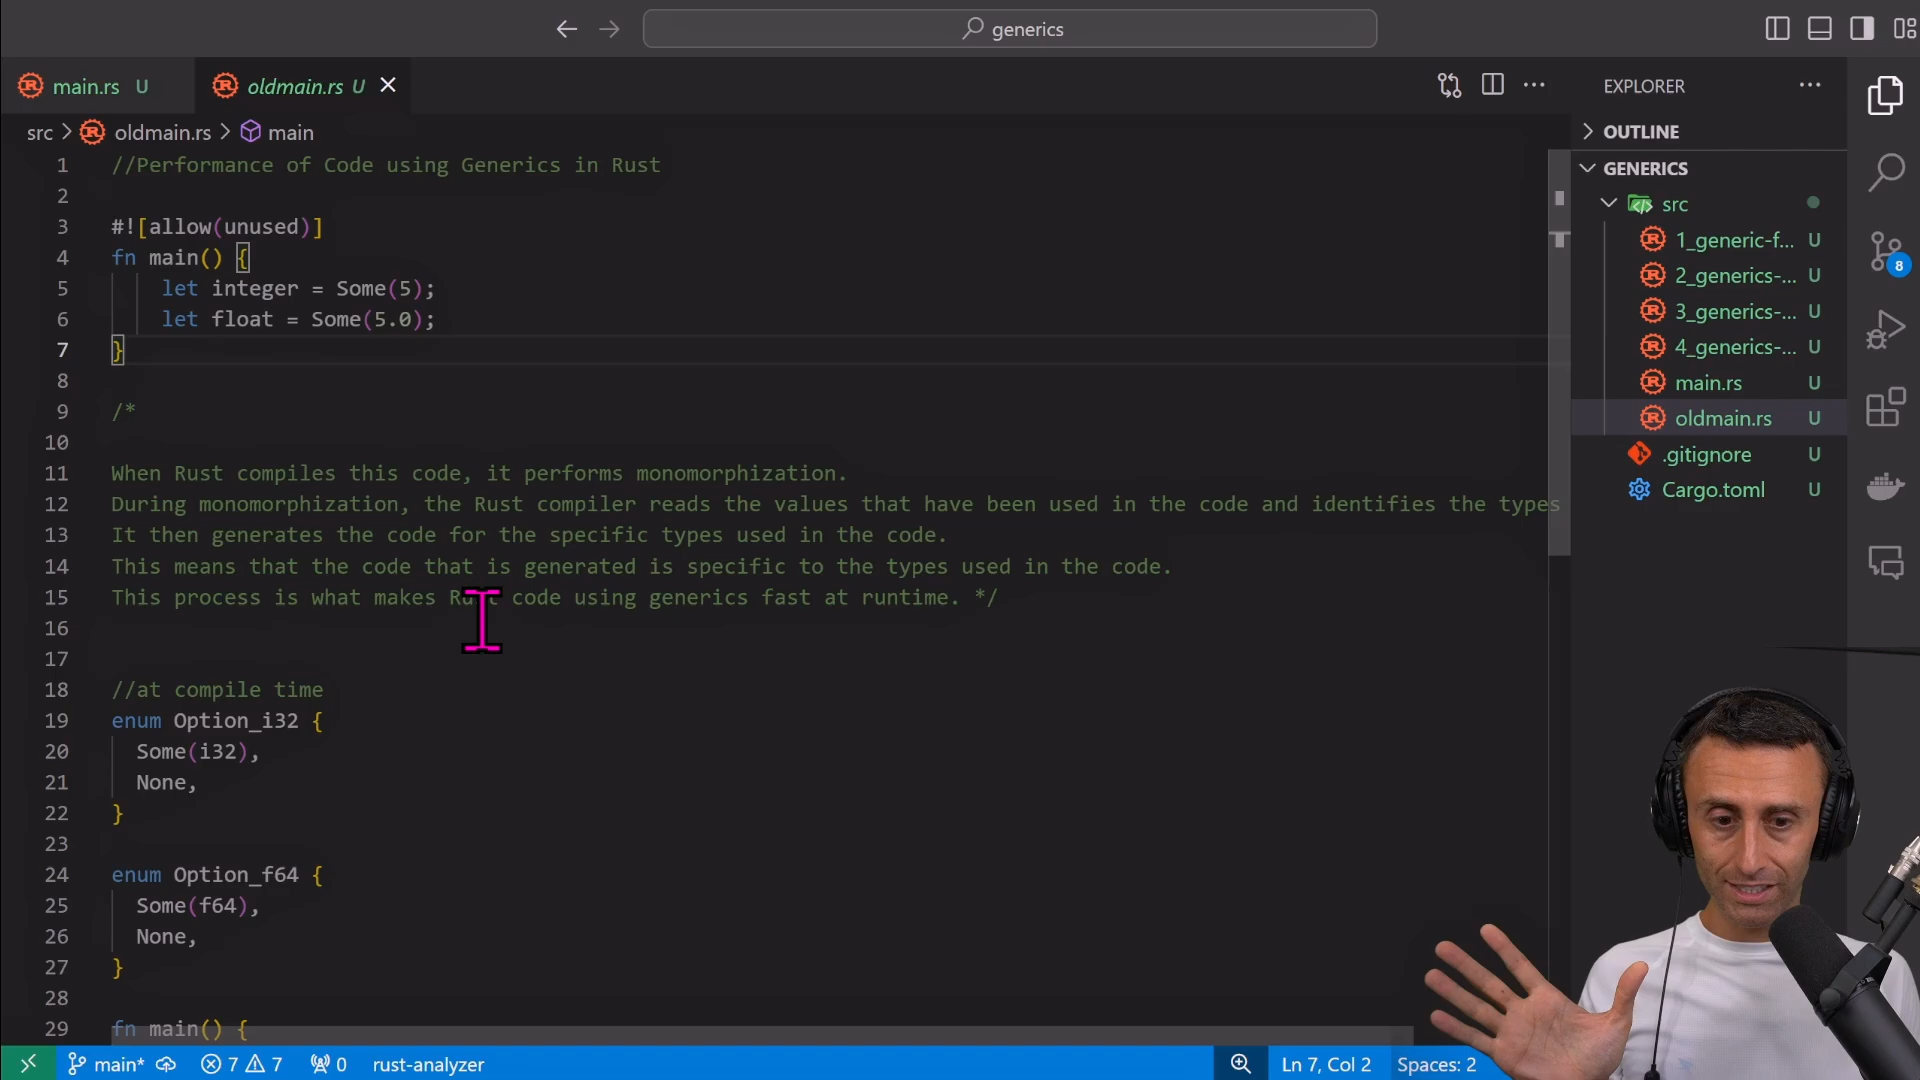 generics
main.rs U
oldmain.rs U
EXPLORER
src > oldmain.rs > main
OUTLINE
GENERICS
src
1_generic-f... U
2_generics-... U
3_generics-... U
4_generics-... U
main.rs U
oldmain.rs U
.gitignore U
Cargo.toml U
8
1 //Performance of Code using Generics in Rust
2
3 #![allow(unused)]
4 fn main() {
5 let integer = Some(5);
6 let float = Some(5.0);
7 }
8
9 /*
10
11 When Rust compiles this code, it performs monomorphization.
12 During monomorphization, the Rust compiler reads the values that have been used in the code and identifies the types
13 It then generates the code for the specific types used in the code.
14 This means that the code that is generated is specific to the types used in the code.
15 This process is what makes Rust code using generics fast at runtime. */
16
17
18 //at compile time
19 enum Option_i32 {
20 Some(i32),
21 None,
22 }
23
24 enum Option_f64 {
25 Some(f64),
26 None,
27 }
28
29 fn main() {
main* 7 7 0 rust-analyzer Ln 7, Col 2 Spaces: 2